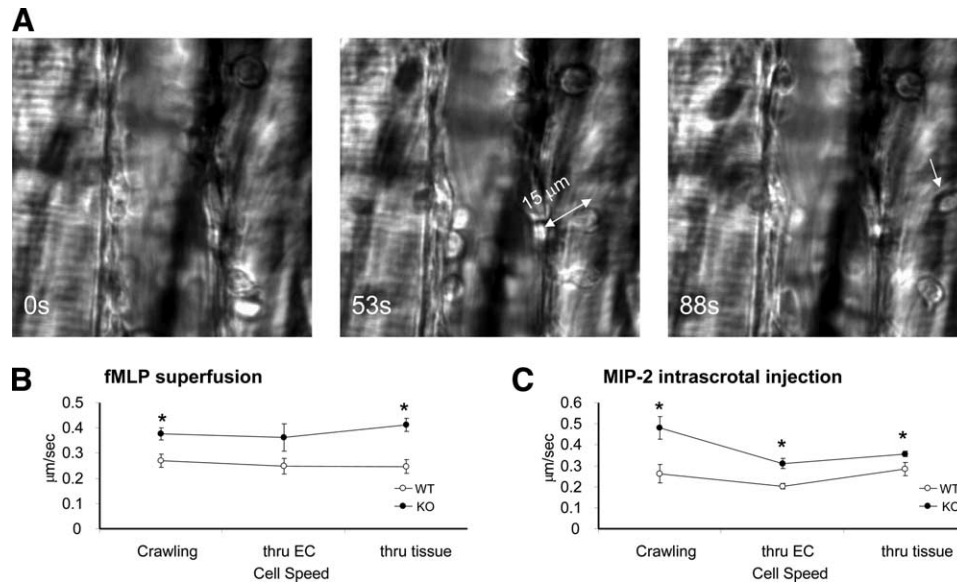 A
0s
53s
15 μm
88s
B
fMLP superfusion
0.5
0.4
0.3
0.2
0.1
0
μm/sec
*
*
WT
KO
Crawling
thru EC
thru tissue
Cell Speed
C
MIP-2 intrascrotal injection
0.6
0.5
0.4
0.3
0.2
0.1
0
μm/sec
*
*
*
WT
KO
Crawling
thru EC
thru tissue
Cell Speed